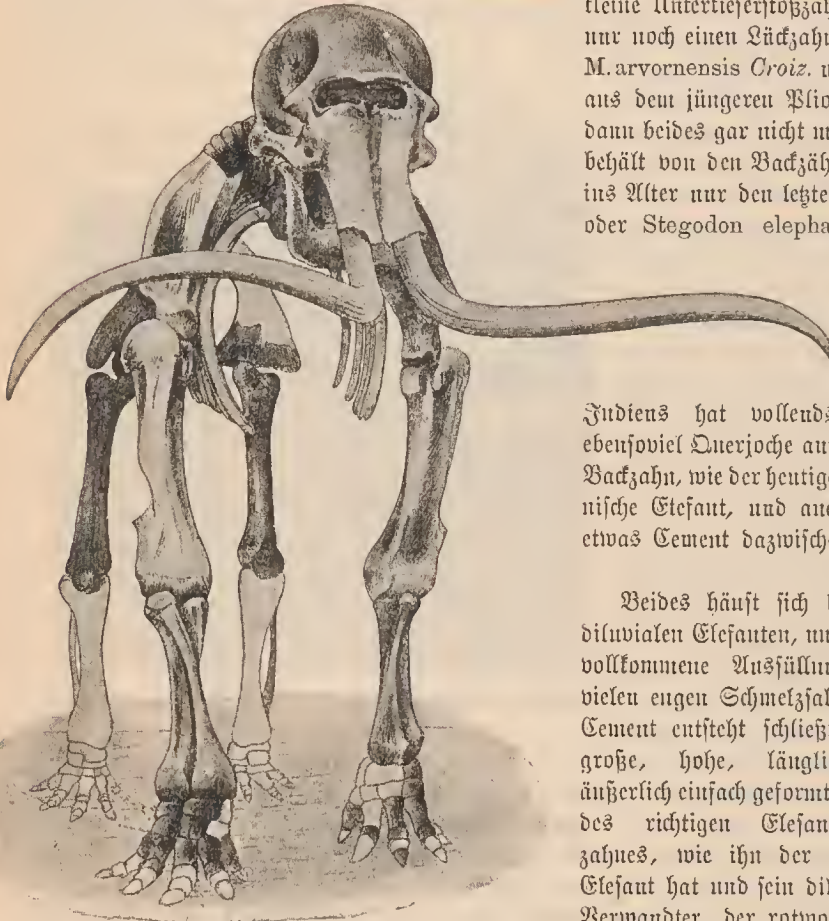 kleine Unterkieferstoßzäh
nur noch einen Lückzahn
M. arvornensis Croiz. u
aus dem jüngeren Plio
dann beides gar nicht m
behält von den Backzäh
ins Alter nur den letzte
oder Stegodon elepha
Indiens hat vollends
ebensoviel Querjoche au
Backzahn, wie der heutige
nische Elefant, und auc
etwas Cement dazwisch
Beides häuft sich b
diluvialen Elefanten, un
vollkommene Ausfüllun
vielen engen Schmelzfal
Cement entsteht schließ
große, hohe, längli
äußerlich einfach geformt
des richtigen Elefan
zahnes, wie ihn der
Elefant hat und sein dil
Verwandter, der rotwo